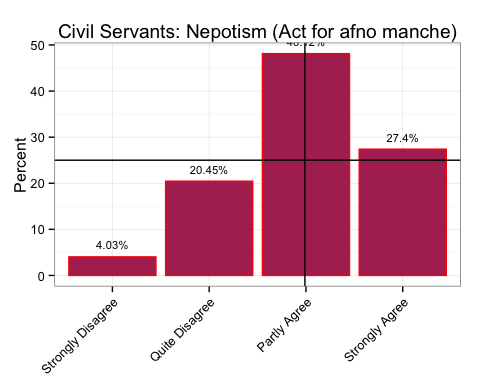 Civil Servants: Nepotism (Act for afno manche)
Percent
50
40
30
20
10
0
4.03%
20.45%
27.4%
Strongly Disagree
Quite Disagree
Partly Agree
Strongly Agree